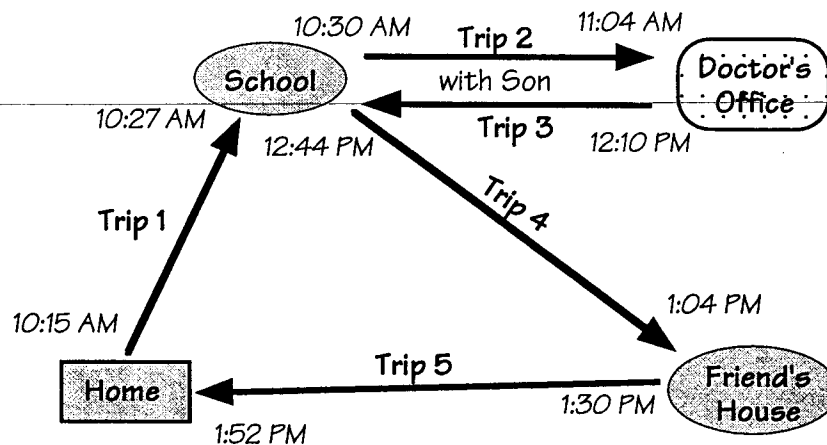 10:30 AM
Trip 2
11:04 AM
School
with Son
Doctor's
Office
10:27 AM
12:44 PM
Trip 3
12:10 PM
Trip 1
Trip 4
10:15 AM
1:04 PM
Home
Trip 5
Friend's
House
1:52 PM
1:30 PM